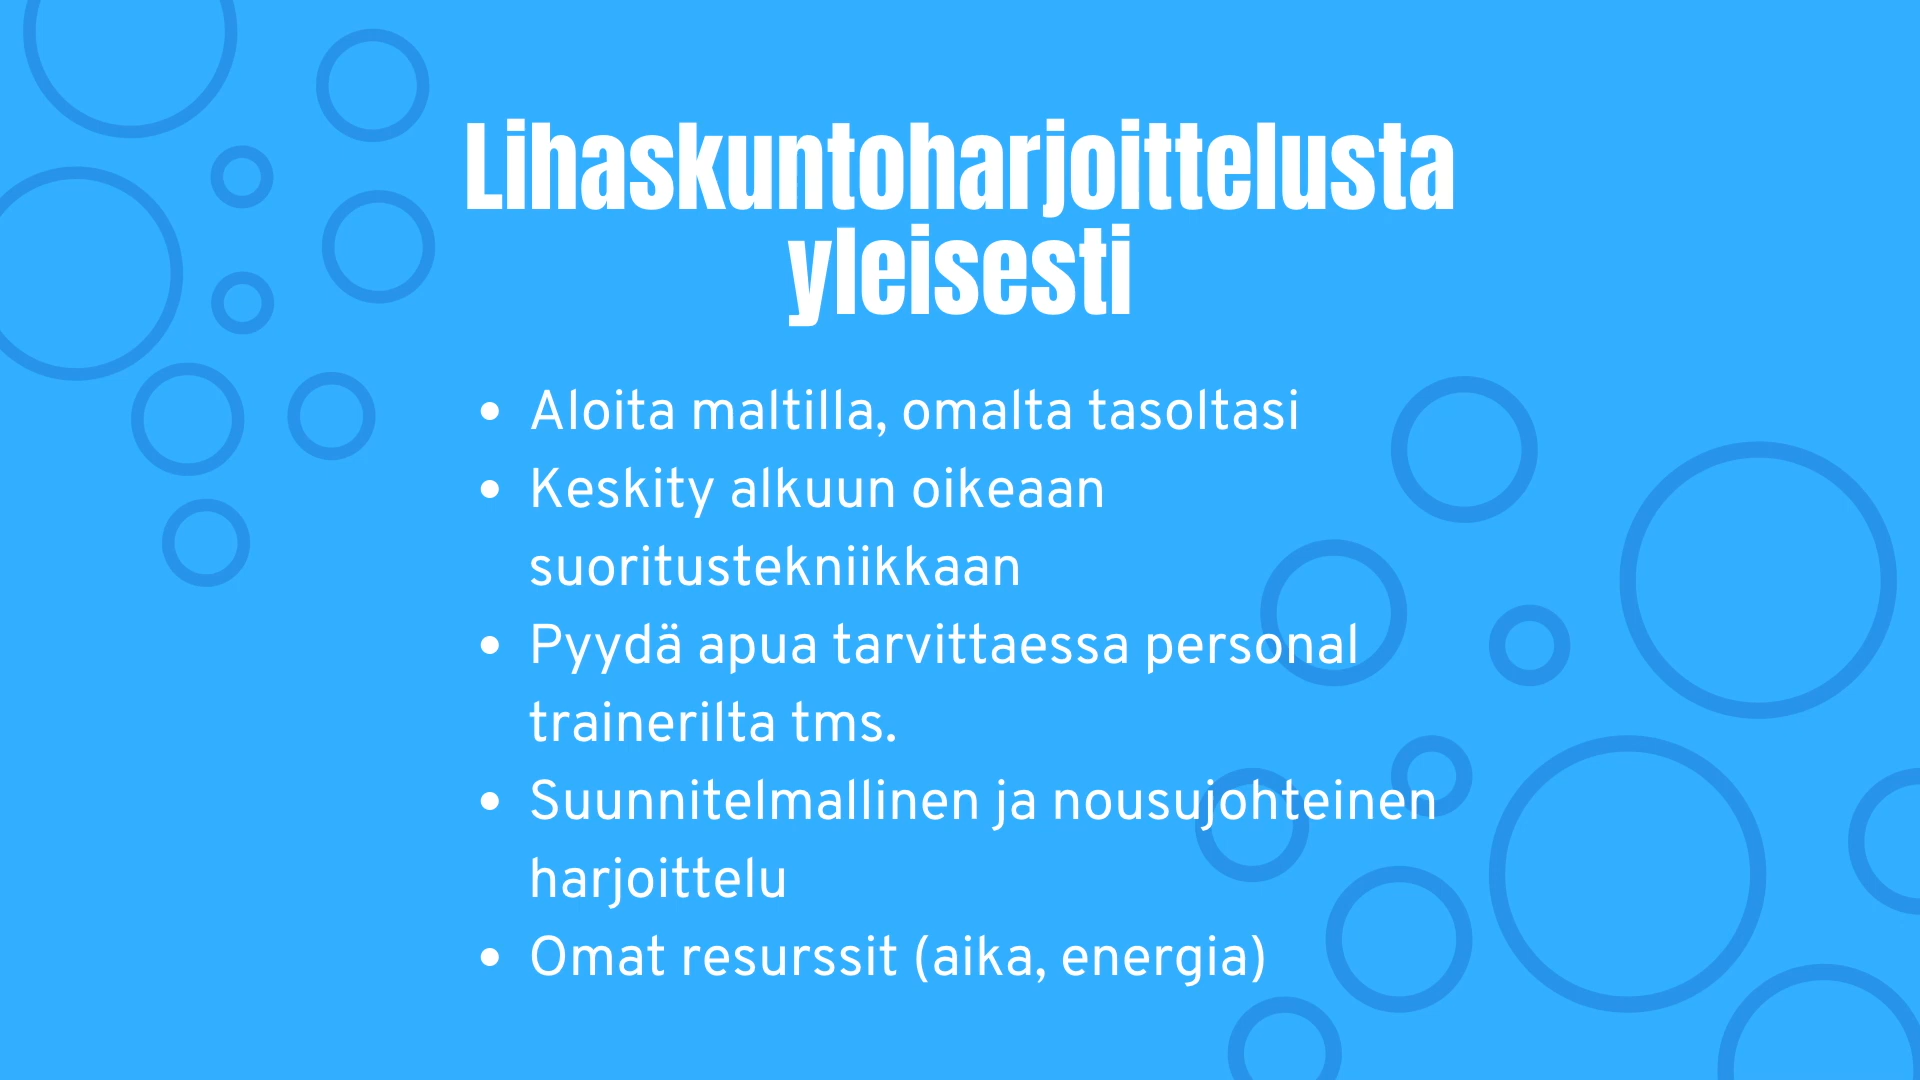 Lihaskuntoharjoittelusta
yleisesti
• Aloita maltilla, omalta tasoltasi
• Keskity alkuun oikeaan
suoritustekniikkaan
• Pyydä apua tarvittaessa personal
trainerilta tms.
• Suunnitelmallinen ja nousujohteinen
harjoittelu
• Omat resurssit (aika, energia)